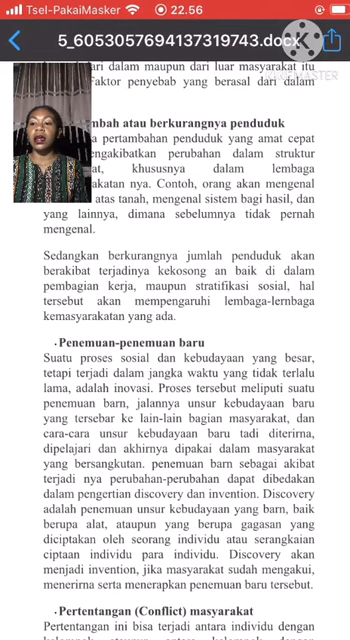 Tsel-PakaiMasker
22.56
5_6053057694137319743.docx
MASTER
ari dalam maupun dari luar masyarakat itu
Faktor penyebab yang berasal dari dalam
mbah atau berkurangnya penduduk
a pertambahan penduduk yang amat cepat
engakibatkan perubahan dalam struktur
at, khususnya dalam lembaga
akatan nya. Contoh, orang akan mengenal
atas tanah, mengenal sistem bagi hasil, dan
yang lainnya, dimana sebelumnya tidak pernah
mengenal.
Sedangkan berkurangnya jumlah penduduk akan
berakibat terjadinya kekosong an baik di dalam
pembagian kerja, maupun stratifikasi sosial, hal
tersebut akan mempengaruhi lembaga-lernbaga
kemasyarakatan yang ada.
·Penemuan-penemuan baru
Suatu proses sosial dan kebudayaan yang besar,
tetapi terjadi dalam jangka waktu yang tidak terlalu
lama, adalah inovasi. Proses tersebut meliputi suatu
penemuan barn, jalannya unsur kebudayaan baru
yang tersebar ke lain-lain bagian masyarakat, dan
cara-cara unsur kebudayaan baru tadi diterirna,
dipelajari dan akhirnya dipakai dalam masyarakat
yang bersangkutan. penemuan barn sebagai akibat
terjadi nya perubahan-perubahan dapat dibedakan
dalam pengertian discovery dan invention. Discovery
adalah penemuan unsur kebudayaan yang barn, baik
berupa alat, ataupun yang berupa gagasan yang
diciptakan oleh seorang individu atau serangkaian
ciptaan individu para individu. Discovery akan
menjadi invention, jika masyarakat sudah mengakui,
menerirna serta menerapkan penemuan baru tersebut.
·Pertentangan (Conflict) masyarakat
Pertentangan ini bisa terjadi antara individu dengan